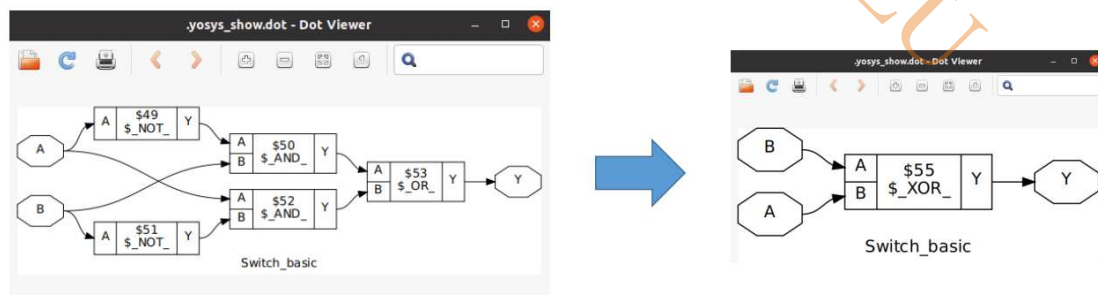 .yosys_show.dot - Dot Viewer
A
B
A $49 $_NOT_ Y
A B $50 $_AND_ Y
A B $52 $_AND_ Y
A $51 $_NOT_ Y
A B $53 $_OR_ Y
Y
Switch_basic
.yosys_show.dot - Dot Viewer
B
A
A B $55 $_XOR_ Y
Y
Switch_basic